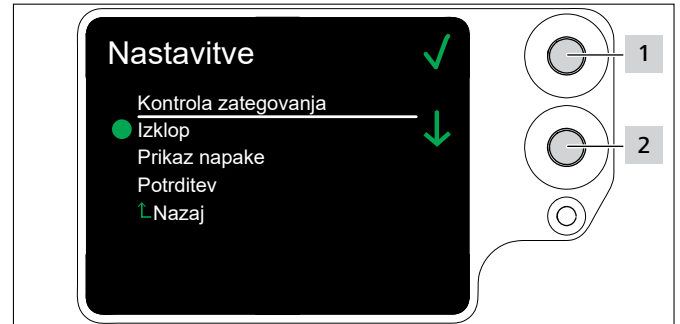 Nastavitve
Kontrola zategovanja
Izklop
Prikaz napake
Potrditev
Nazaj
1
2